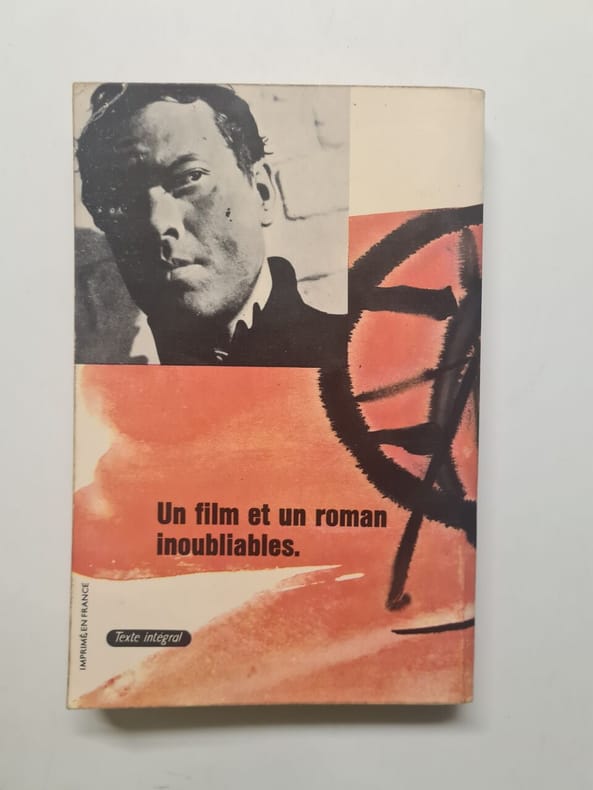 Un film et un roman
inoubliables.
IMPRIMÉ EN FRANCE
Texte intégral